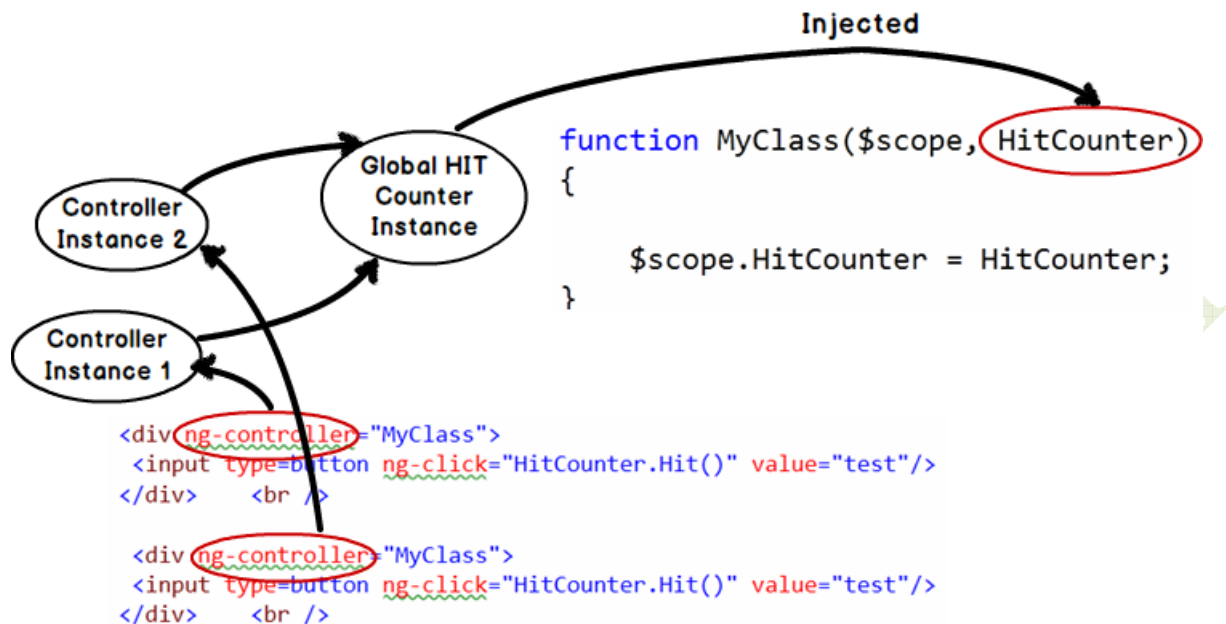 Injected
function MyClass($scope, HitCounter)
{
$scope.HitCounter = HitCounter;
}
Global HIT
Counter
Instance
Controller
Instance 2
Controller
Instance 1
<div ng-controller="MyClass">
<input type=button ng-click="HitCounter.Hit()" value="test"/>
</div> <br />
<div ng-controller="MyClass">
<input type=button ng-click="HitCounter.Hit()" value="test"/>
</div> <br />